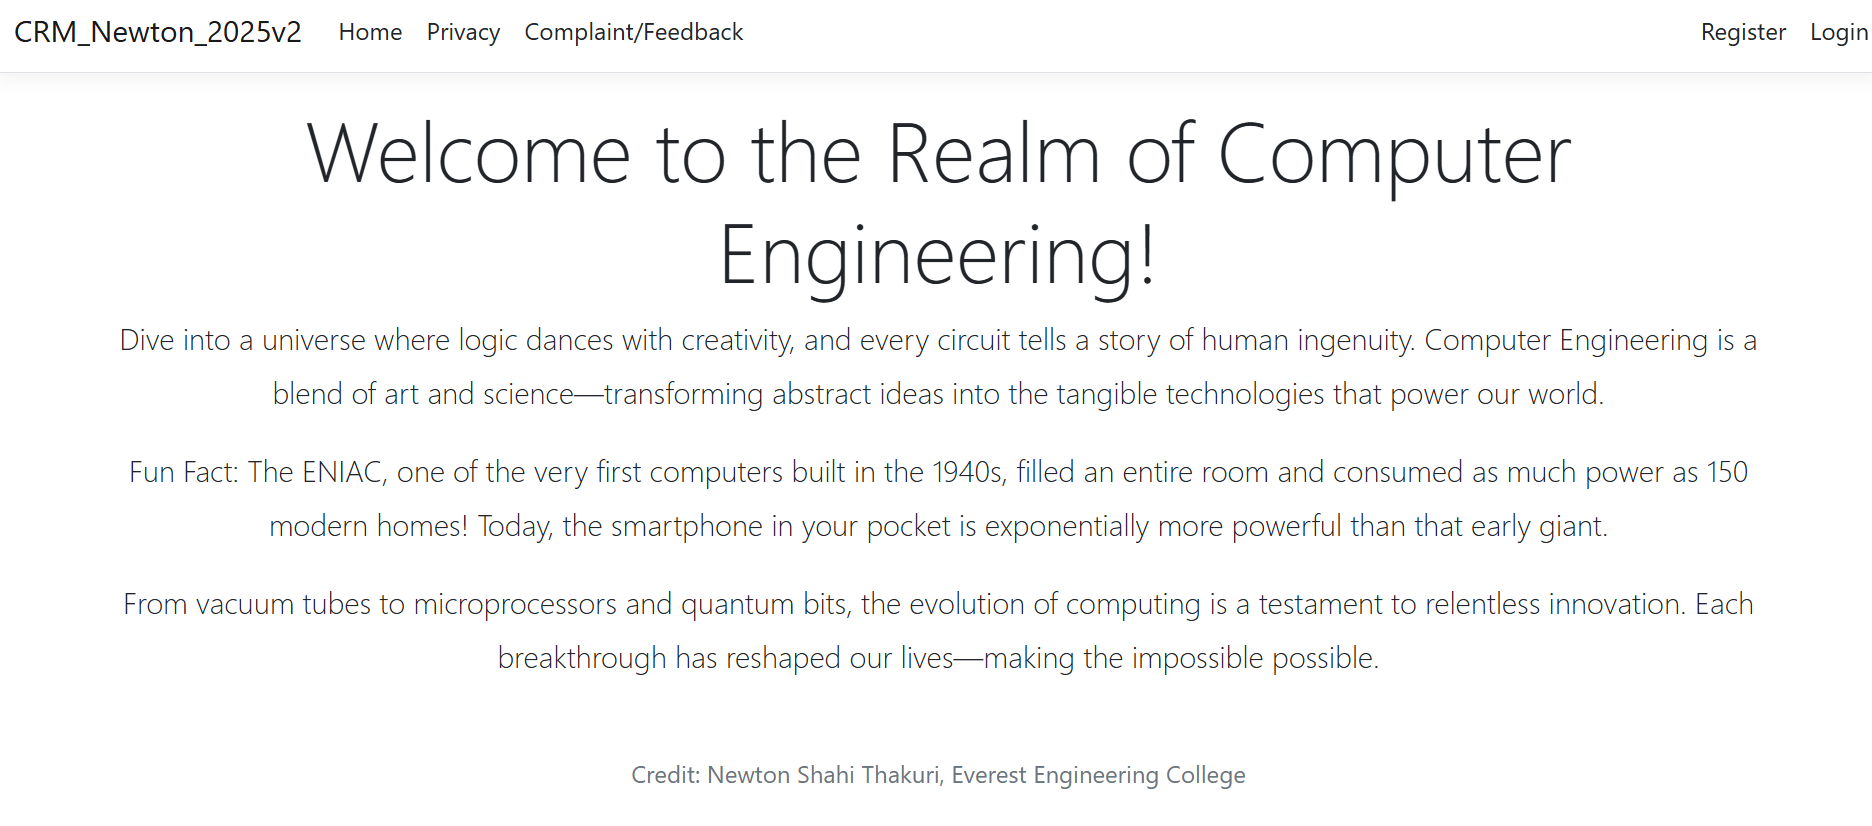 CRM_Newton_2025v2 Home Privacy Complaint/Feedback Register Login
Welcome to the Realm of Computer
Engineering!
Dive into a universe where logic dances with creativity, and every circuit tells a story of human ingenuity. Computer Engineering is a
blend of art and science—transforming abstract ideas into the tangible technologies that power our world.
Fun Fact: The ENIAC, one of the very first computers built in the 1940s, filled an entire room and consumed as much power as 150
modern homes! Today, the smartphone in your pocket is exponentially more powerful than that early giant.
From vacuum tubes to microprocessors and quantum bits, the evolution of computing is a testament to relentless innovation. Each
breakthrough has reshaped our lives—making the impossible possible.
Credit: Newton Shahi Thakuri, Everest Engineering College